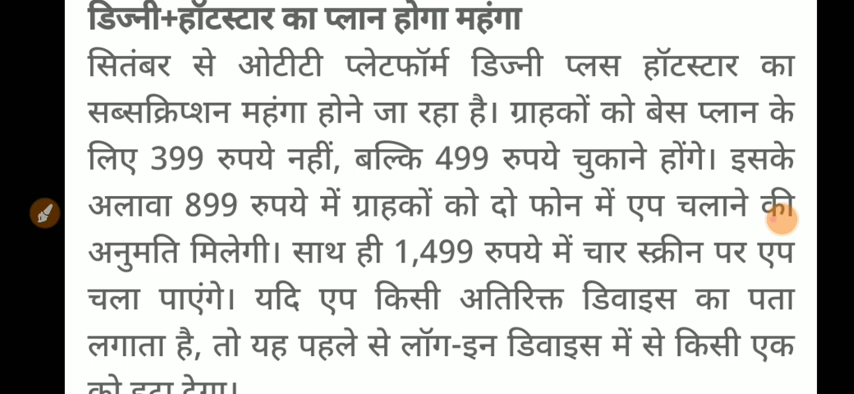 डिज्नी+हॉटस्टार का प्लान होगा महंगा
सितंबर से ओटीटी प्लेटफॉर्म डिज्नी प्लस हॉटस्टार का
सब्सक्रिप्शन महंगा होने जा रहा है। ग्राहकों को बेस प्लान के
लिए 399 रुपये नहीं, बल्कि 499 रुपये चुकाने होंगे। इसके
अलावा 899 रुपये में ग्राहकों को दो फोन में एप चलाने की
अनुमति मिलेगी। साथ ही 1,499 रुपये में चार स्क्रीन पर एप
चला पाएंगे। यदि एप किसी अतिरिक्त डिवाइस का पता
लगाता है, तो यह पहले से लॉग-इन डिवाइस में से किसी एक
को हटा देगा।